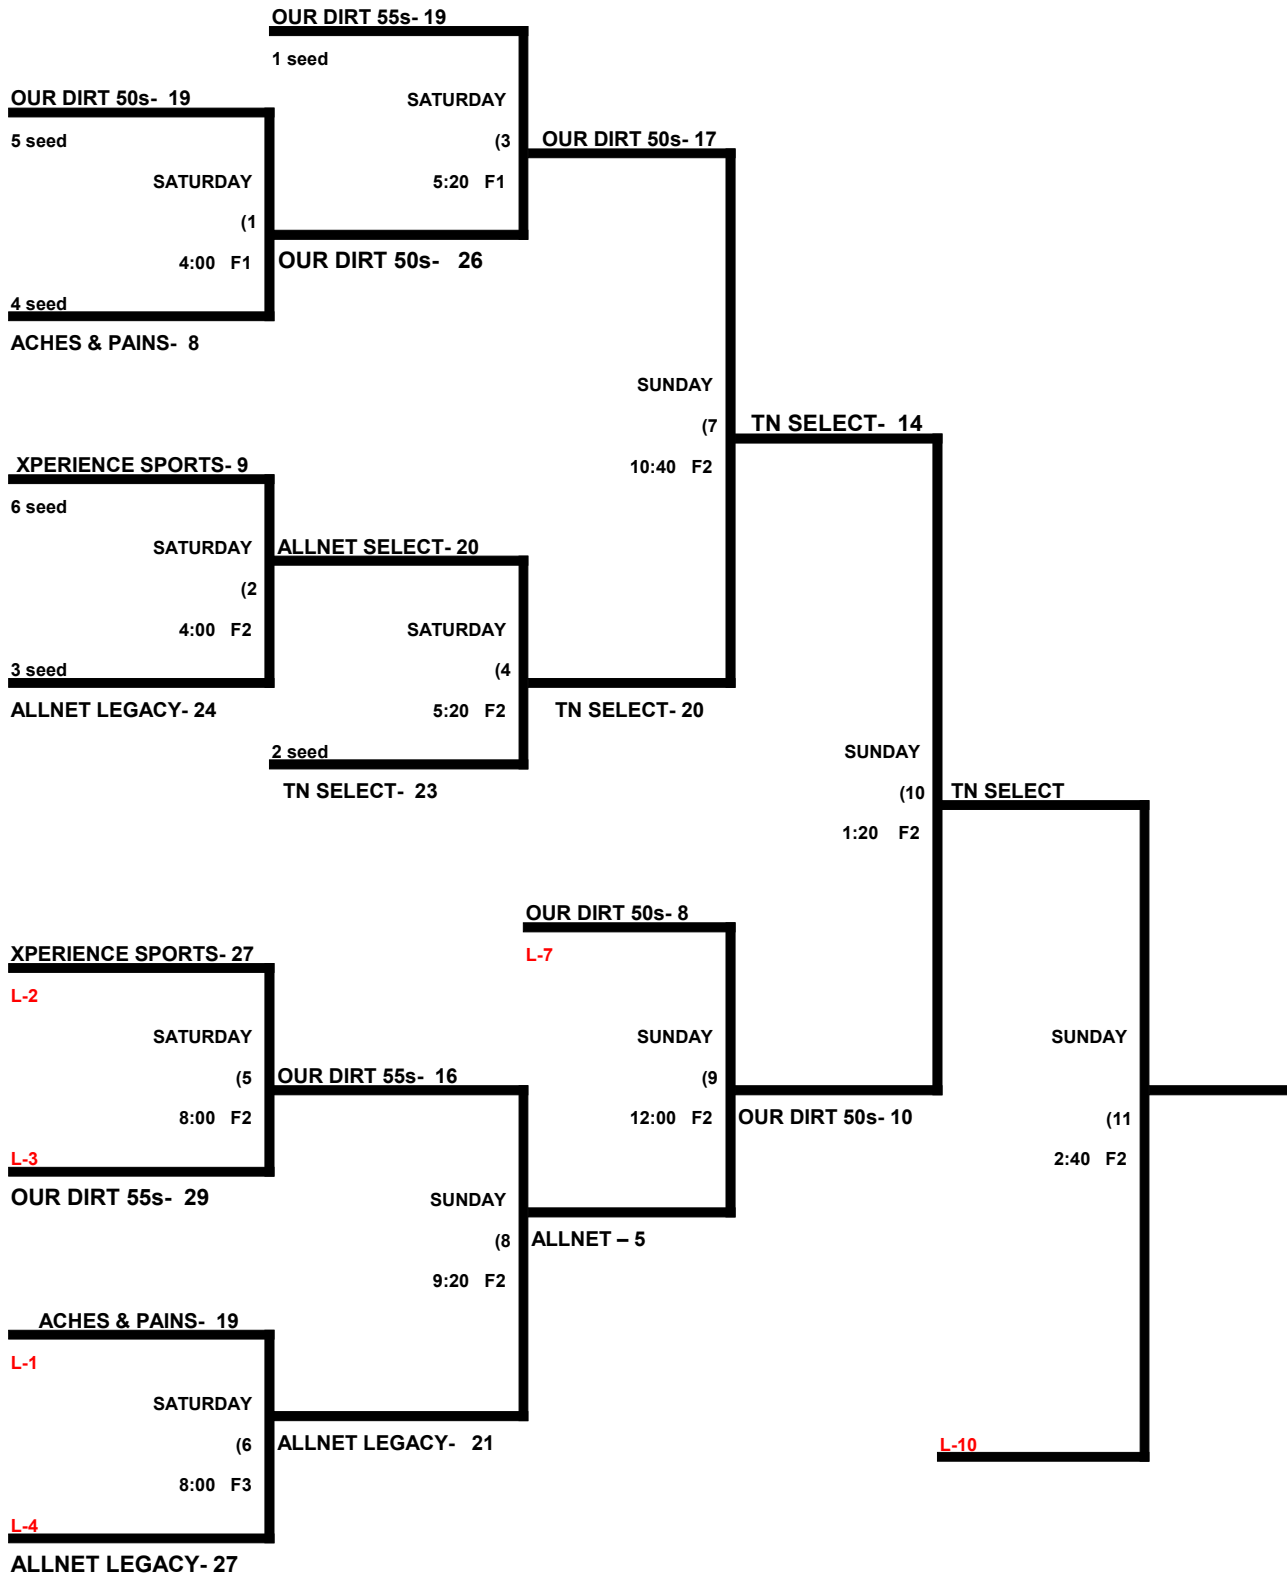 OUR DIRT 55s- 19
1 seed
OUR DIRT 50s- 19
SATURDAY
5 seed
(3
OUR DIRT 50s- 17
SATURDAY
5:20 F1
(1
4:00 F1
OUR DIRT 50s- 26
4 seed
ACHES & PAINS- 8
SUNDAY
(7
TN SELECT- 14
XPERIENCE SPORTS- 9
10:40 F2
6 seed
SATURDAY
ALLNET SELECT- 20
(2
4:00 F2
SATURDAY
3 seed
(4
ALLNET LEGACY- 24
5:20 F2
TN SELECT- 20
2 seed
SUNDAY
TN SELECT- 23
(10
TN SELECT
1:20 F2
OUR DIRT 50s- 8
XPERIENCE SPORTS- 27
L-7
L-2
SATURDAY
SUNDAY
SUNDAY
(5
OUR DIRT 55s- 16
(9
8:00 F2
12:00 F2
OUR DIRT 50s- 10
(11
L-3
2:40 F2
OUR DIRT 55s- 29
SUNDAY
(8
ALLNET – 5
9:20 F2
ACHES & PAINS- 19
L-1
SATURDAY
(6
ALLNET LEGACY- 21
L-10
8:00 F3
L-4
ALLNET LEGACY- 27